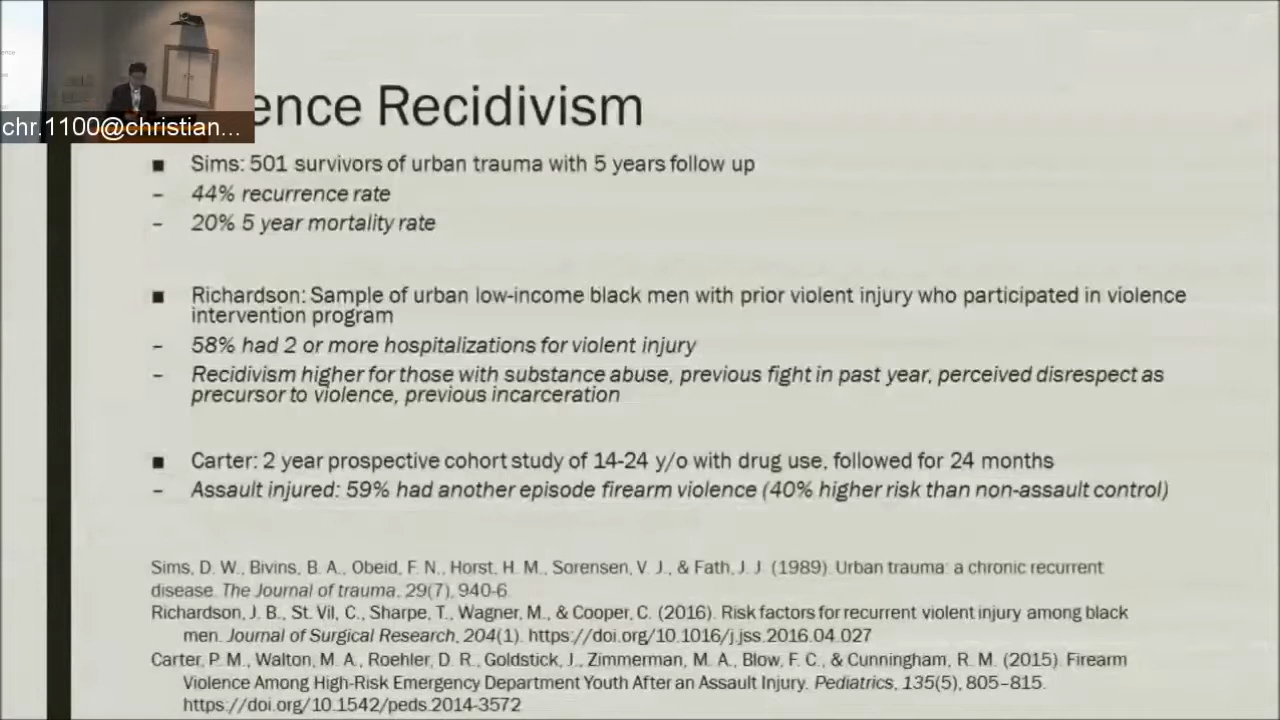 chr.1100@christian...
ence Recidivism
■ Sims: 501 survivors of urban trauma with 5 years follow up
– 44% recurrence rate
– 20% 5 year mortality rate
■ Richardson: Sample of urban low-income black men with prior violent injury who participated in violence
intervention program
– 58% had 2 or more hospitalizations for violent injury
– Recidivism higher for those with substance abuse, previous fight in past year, perceived disrespect as
precursor to violence, previous incarceration
■ Carter: 2 year prospective cohort study of 14-24 y/o with drug use, followed for 24 months
– Assault injured: 59% had another episode firearm violence (40% higher risk than non-assault control)
Sims, D. W., Bivins, B. A., Obeid, F. N., Horst, H. M., Sorensen, V. J., & Fath, J. J. (1989). Urban trauma: a chronic recurrent
disease. The Journal of trauma, 29(7), 940-6.
Richardson, J. B., St. Vil, C., Sharpe, T., Wagner, M., & Cooper, C. (2016). Risk factors for recurrent violent injury among black
men. Journal of Surgical Research, 204(1). https://doi.org/10.1016/j.jss.2016.04.027
Carter, P. M., Walton, M. A., Roehler, D. R., Goldstick, J., Zimmerman, M. A., Blow, F. C., & Cunningham, R. M. (2015). Firearm
Violence Among High-Risk Emergency Department Youth After an Assault Injury. Pediatrics, 135(5), 805–815.
https://doi.org/10.1542/peds.2014-3572